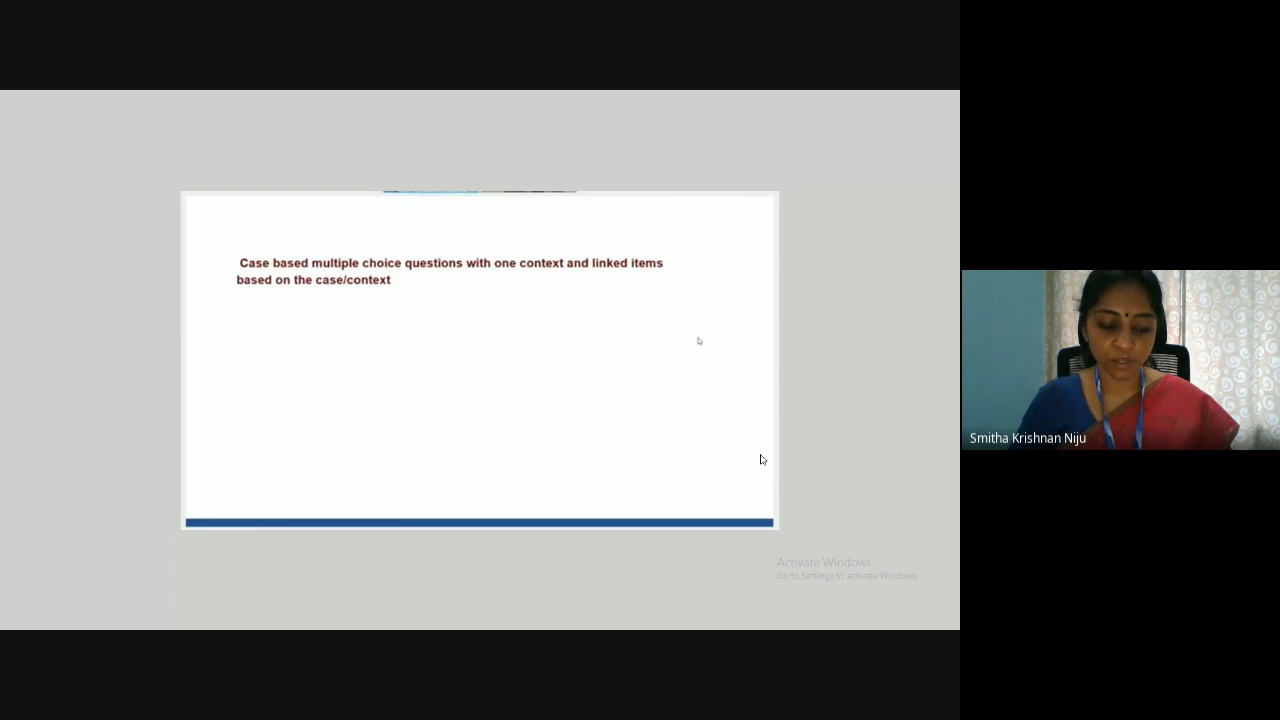 Case based multiple choice questions with one context and linked items
based on the case/context
Smitha Krishnan Niju
Activate Windows
Go to Settings to activate Windows.